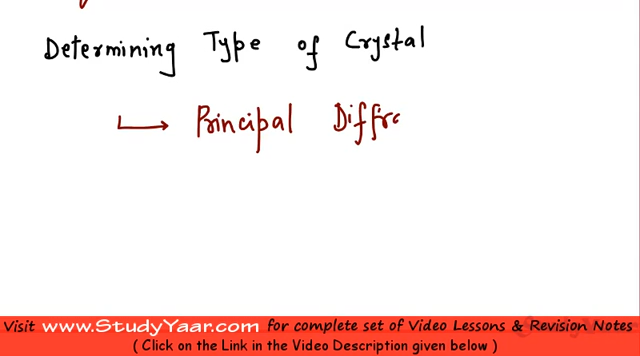 Determining Type of Crystal
↳ Principal Diffra
Visit www.StudyYaar.com for complete set of Video Lessons & Revision Notes
( Click on the Link in the Video Description given below )